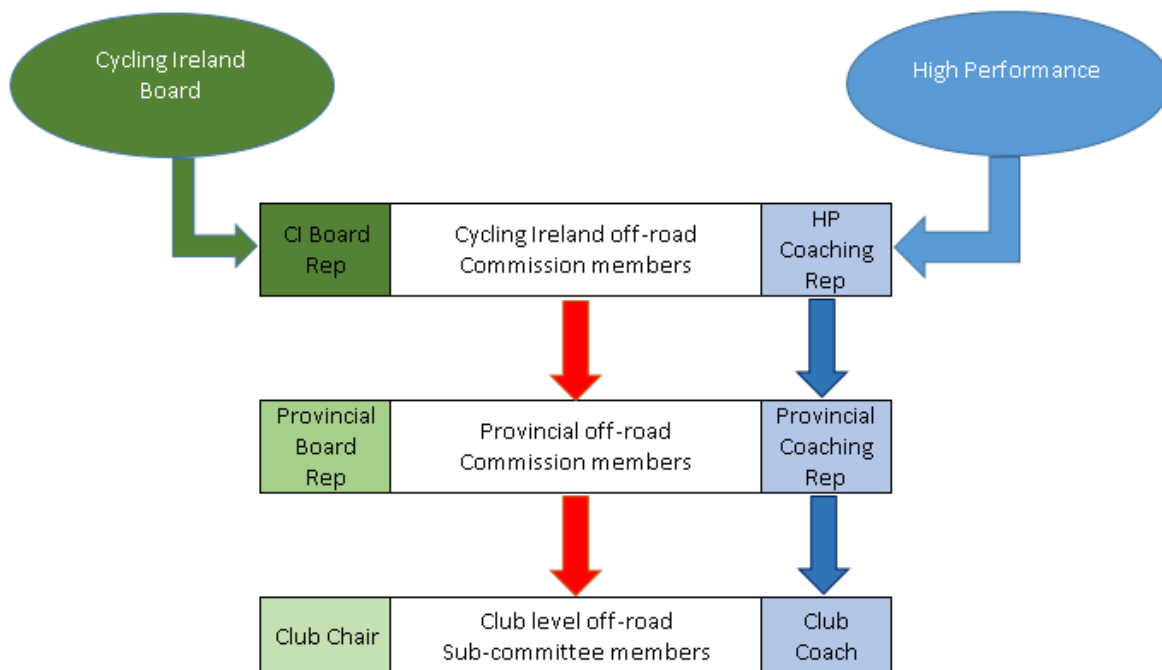 Cycling Ireland
Board
High Performance
CI Board
Rep
Cycling Ireland off-road
Commission members
HP
Coaching
Rep
Provincial
Board
Rep
Provincial off-road
Commission members
Provincial
Coaching
Rep
Club Chair
Club level off-road
Sub-committee members
Club
Coach